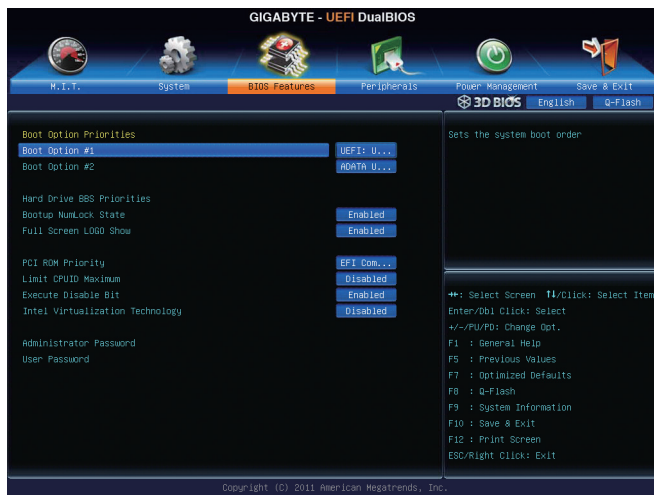 GIGABYTE - UEFI DualBIOS
M.I.T. System BIOS Features Peripherals Power Management Save & Exit
3D BIOS English Q-Flash
Boot Option Priorities
Boot Option #1 UEFI: U...
Boot Option #2 ADATA U...
Hard Drive BBS Priorities
Bootup NumLock State Enabled
Full Screen LOGO Show Enabled
PCI ROM Priority EFI Com...
Limit CPUID Maximum Disabled
Execute Disable Bit Enabled
Intel Virtualization Technology Disabled
Administrator Password
User Password
Sets the system boot order
→←: Select Screen ↑↓/Click: Select Item
Enter/Dbl Click: Select
+/-/PU/PD: Change Opt.
F1 : General Help
F5 : Previous Values
F7 : Optimized Defaults
F8 : Q-Flash
F9 : System Information
F10 : Save & Exit
F12 : Print Screen
ESC/Right Click: Exit
Copyright (C) 2011 American Megatrends, Inc.